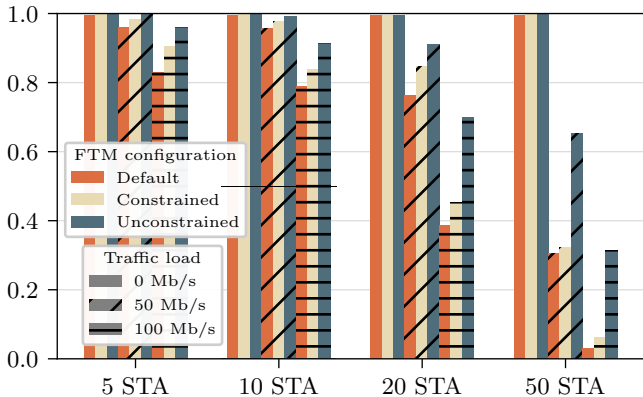 1.0
0.8
0.6
0.4
0.2
0.0
FTM configuration
Default
Constrained
Unconstrained
Traffic load
0 Mb/s
50 Mb/s
100 Mb/s
5 STA 10 STA 20 STA 50 STA